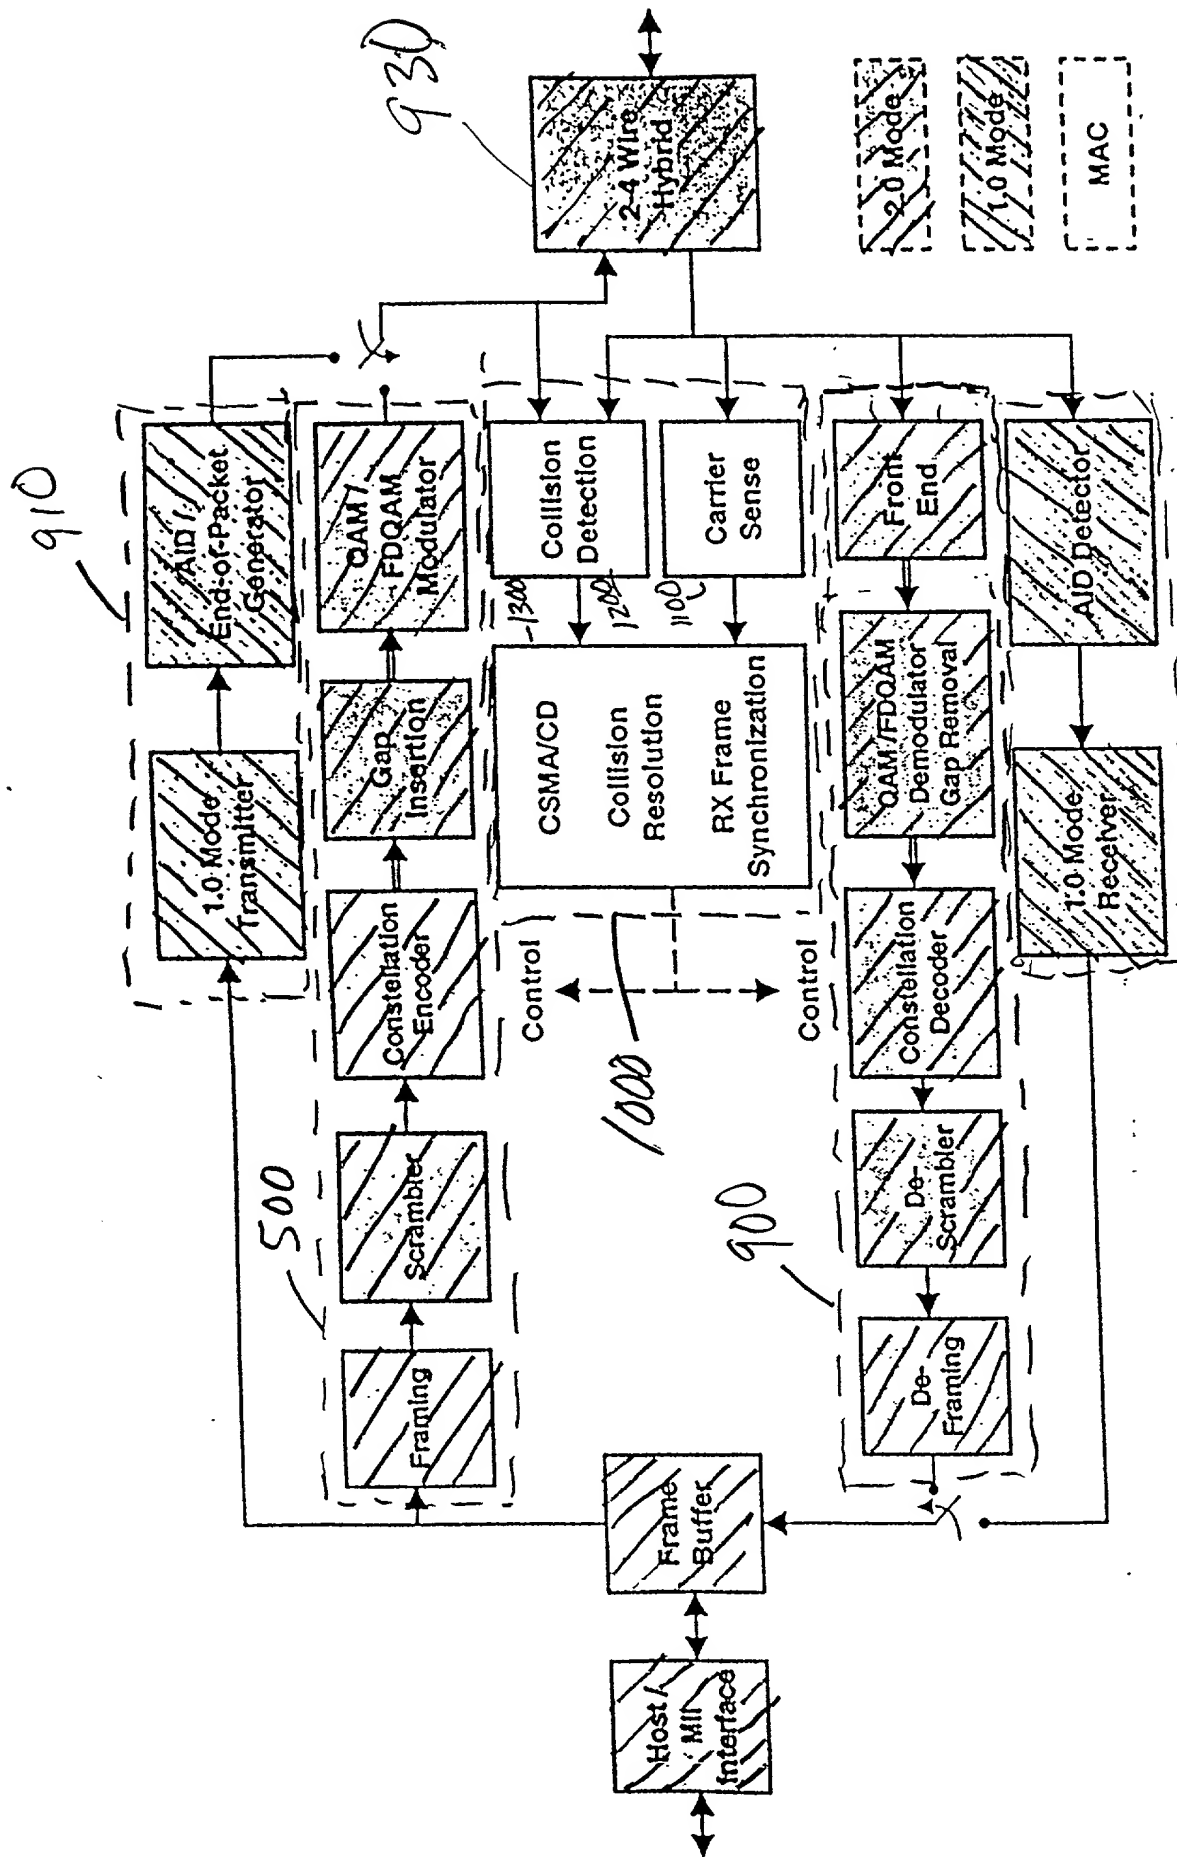 910
1.0 Mode
Transmitter
AID /
End-of-Packet
Generator
500
Framing
Scrambler
Constellation
Encoder
Gap
Insertion
QAM /
FDQAM
Modulator
930
2-4 Wire
Hybrid
Host /
MII
Interface
Frame
Buffer
Control
Control
1000
CSMA/CD
Collision
Resolution
RX Frame
Synchronization
1300
1200
1100
Collision
Detection
Carrier
Sense
900
De-
Framing
De-
Scrambler
Constellation
Decoder
QAM /FDQAM
Demodulator
Gap Removal
Front
End
1.0 Mode
Receiver
AID Detector
2.0 Mode
1.0 Mode
MAC